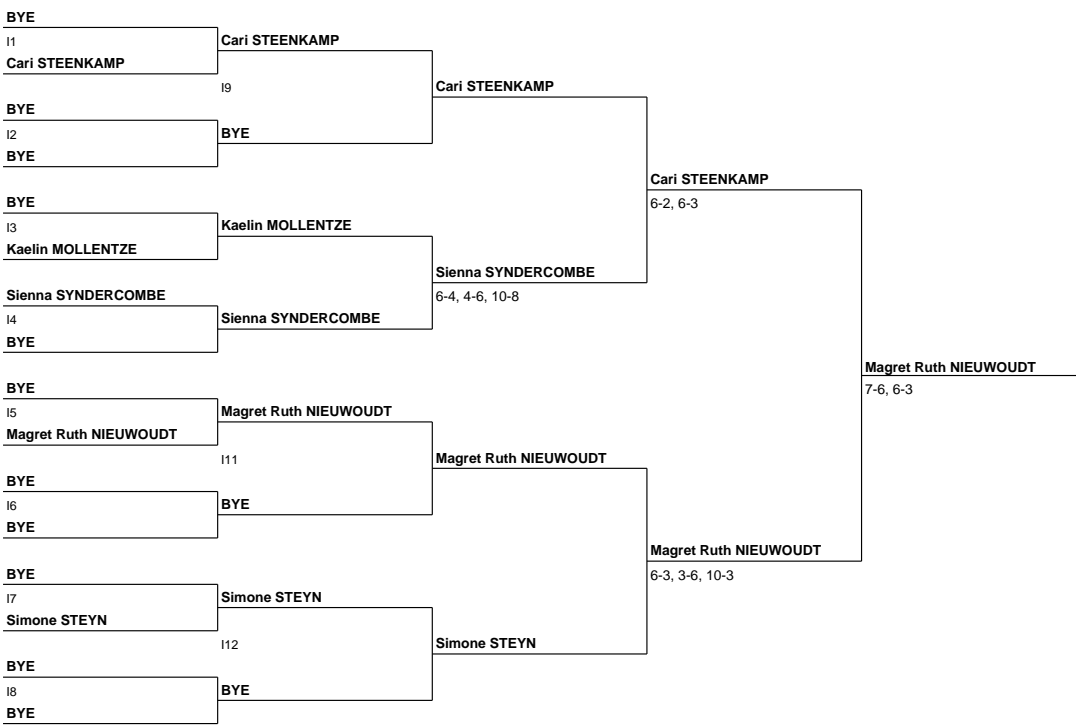 BYE
I1
Cari STEENKAMP
BYE
I2
BYE
BYE
I3
Kaelin MOLLENTZE
Sienna SYNDERCOMBE
I4
BYE
BYE
I5
Magret Ruth NIEUWOUDT
BYE
I6
BYE
BYE
I7
Simone STEYN
BYE
I8
BYE
Cari STEENKAMP
I9
BYE
Kaelin MOLLENTZE
Sienna SYNDERCOMBE
Magret Ruth NIEUWOUDT
I11
BYE
Simone STEYN
I12
BYE
Cari STEENKAMP
Sienna SYNDERCOMBE
6-4, 4-6, 10-8
Magret Ruth NIEUWOUDT
Simone STEYN
Cari STEENKAMP
6-2, 6-3
Magret Ruth NIEUWOUDT
6-3, 3-6, 10-3
Magret Ruth NIEUWOUDT
7-6, 6-3